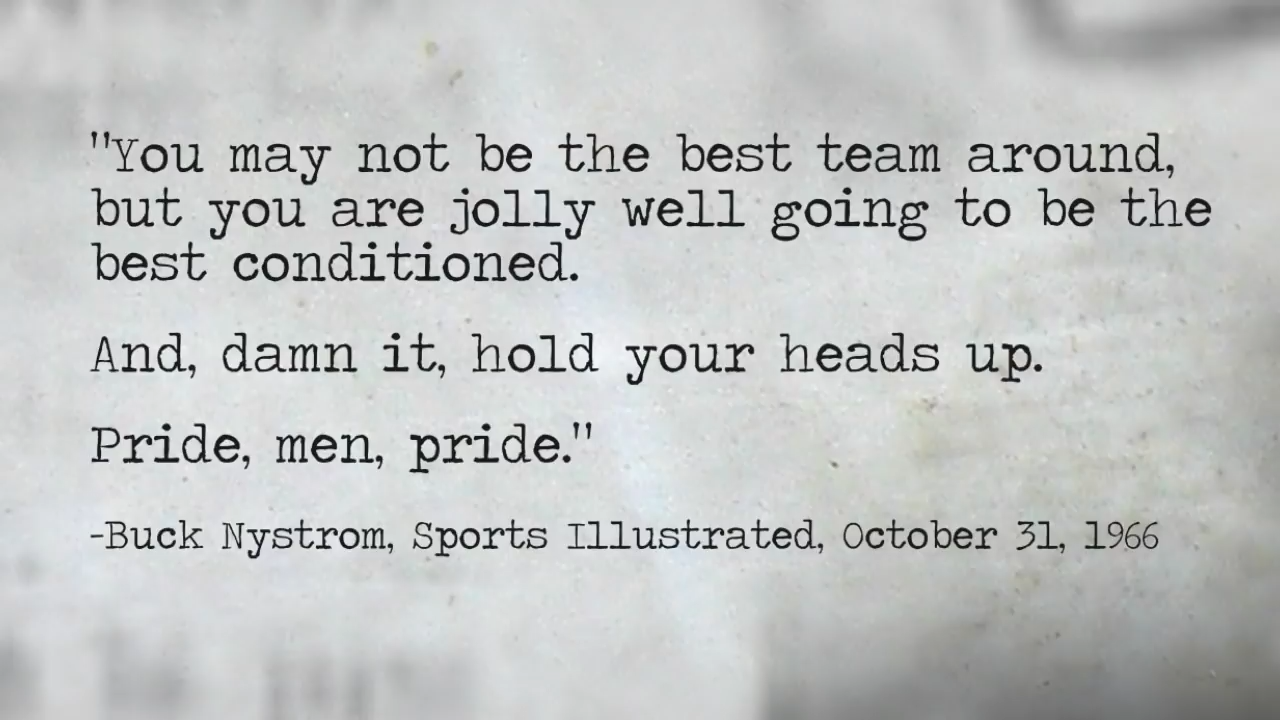 "You may not be the best team around,
but you are jolly well going to be the
best conditioned.
And, damn it, hold your heads up.
Pride, men, pride."
-Buck Nystrom, Sports Illustrated, October 31, 1966